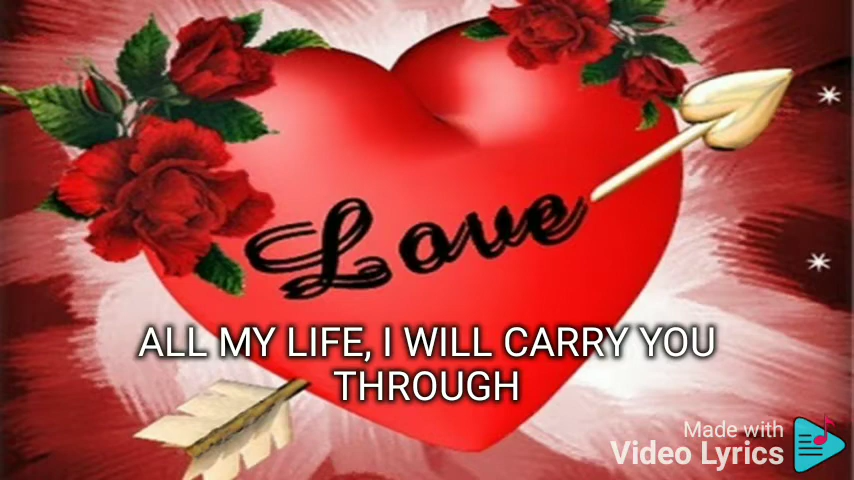 Love
ALL MY LIFE, I WILL CARRY YOU
THROUGH
Made with
Video Lyrics